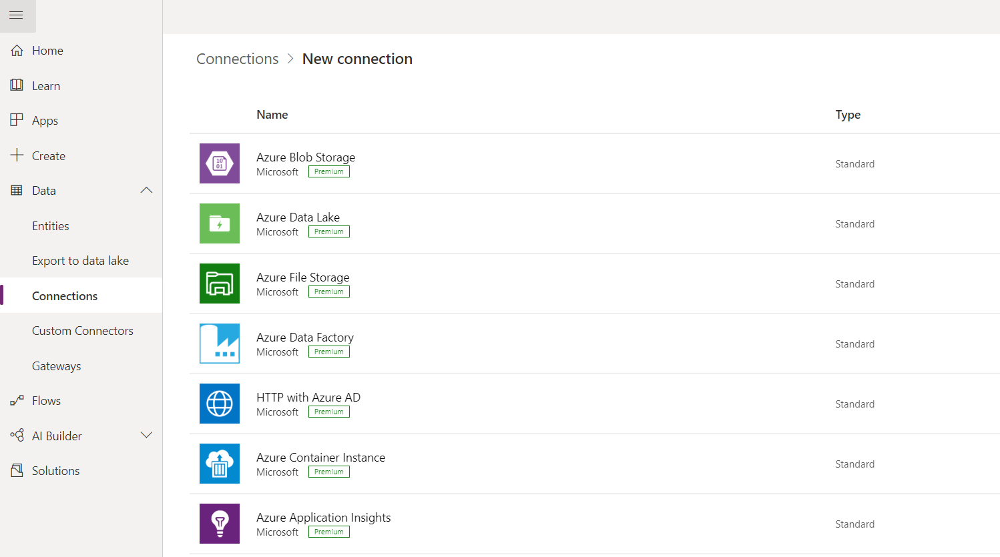 Home
Learn
Apps
Create
Data
Entities
Export to data lake
Connections
Custom Connectors
Gateways
Flows
AI Builder
Solutions
Connections > New connection
Name Type
Azure Blob Storage
Microsoft Premium
Standard
Azure Data Lake
Microsoft Premium
Standard
Azure File Storage
Microsoft Premium
Standard
Azure Data Factory
Microsoft Premium
Standard
HTTP with Azure AD
Microsoft Premium
Standard
Azure Container Instance
Microsoft Premium
Standard
Azure Application Insights
Microsoft Premium
Standard
10
01